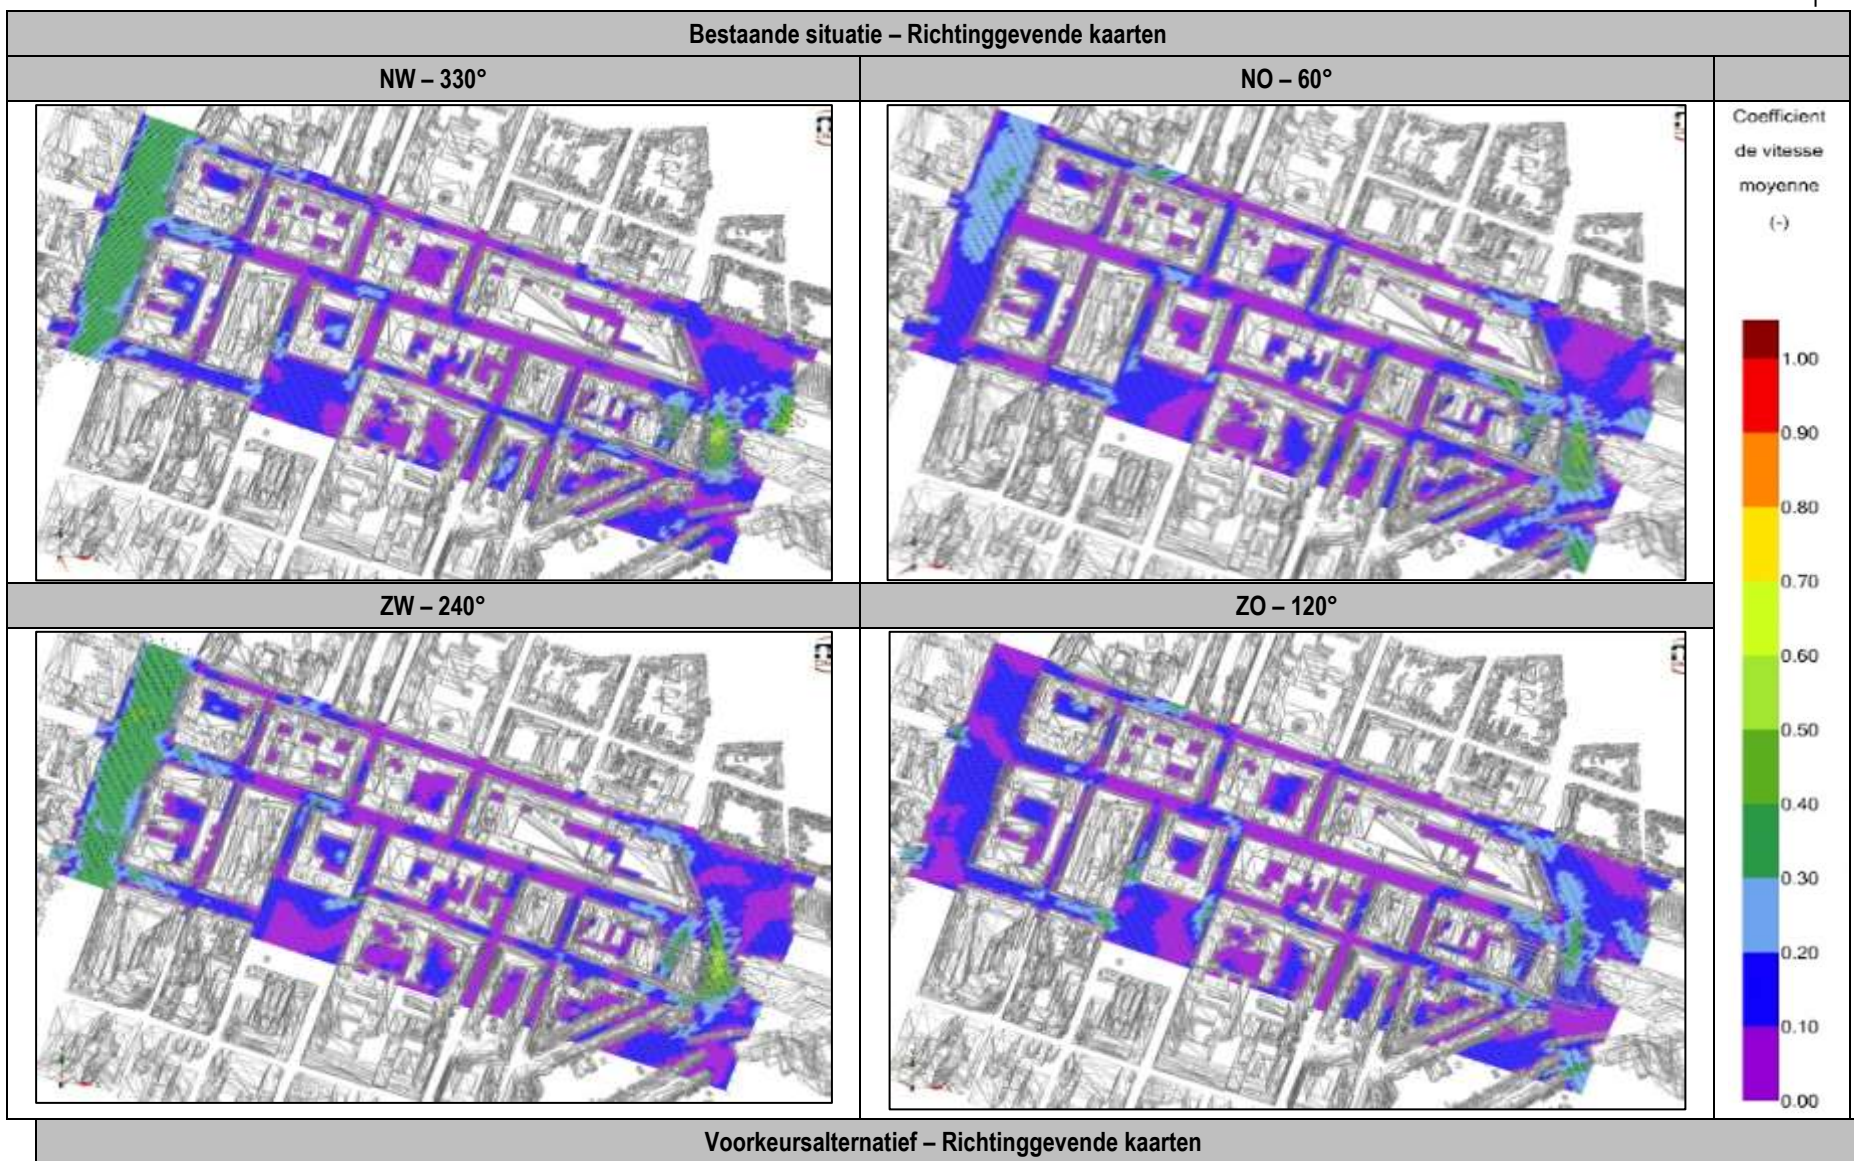 Bestaande situatie – Richtinggevende kaarten
NW – 330°
NO – 60°
Coefficient
de vitesse
moyenne
(-)
1.00
0.90
0.80
0.70
0.60
0.50
0.40
0.30
0.20
0.10
0.00
ZW – 240°
ZO – 120°
Voorkeursalternatief – Richtinggevende kaarten